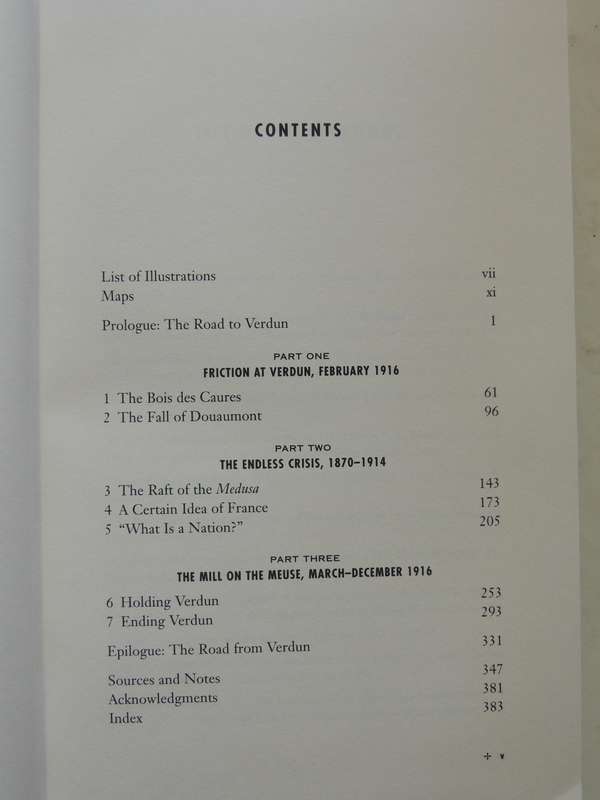 CONTENTS
List of Illustrations vii
Maps xi
Prologue: The Road to Verdun 1
PART ONE
FRICTION AT VERDUN, FEBRUARY 1916
1 The Bois des Caures 61
2 The Fall of Douaumont 96
PART TWO
THE ENDLESS CRISIS, 1870–1914
3 The Raft of the Medusa 143
4 A Certain Idea of France 173
5 “What Is a Nation?” 205
PART THREE
THE MILL ON THE MEUSE, MARCH–DECEMBER 1916
6 Holding Verdun 253
7 Ending Verdun 293
Epilogue: The Road from Verdun 331
Sources and Notes 347
Acknowledgments 381
Index 383
✢ v